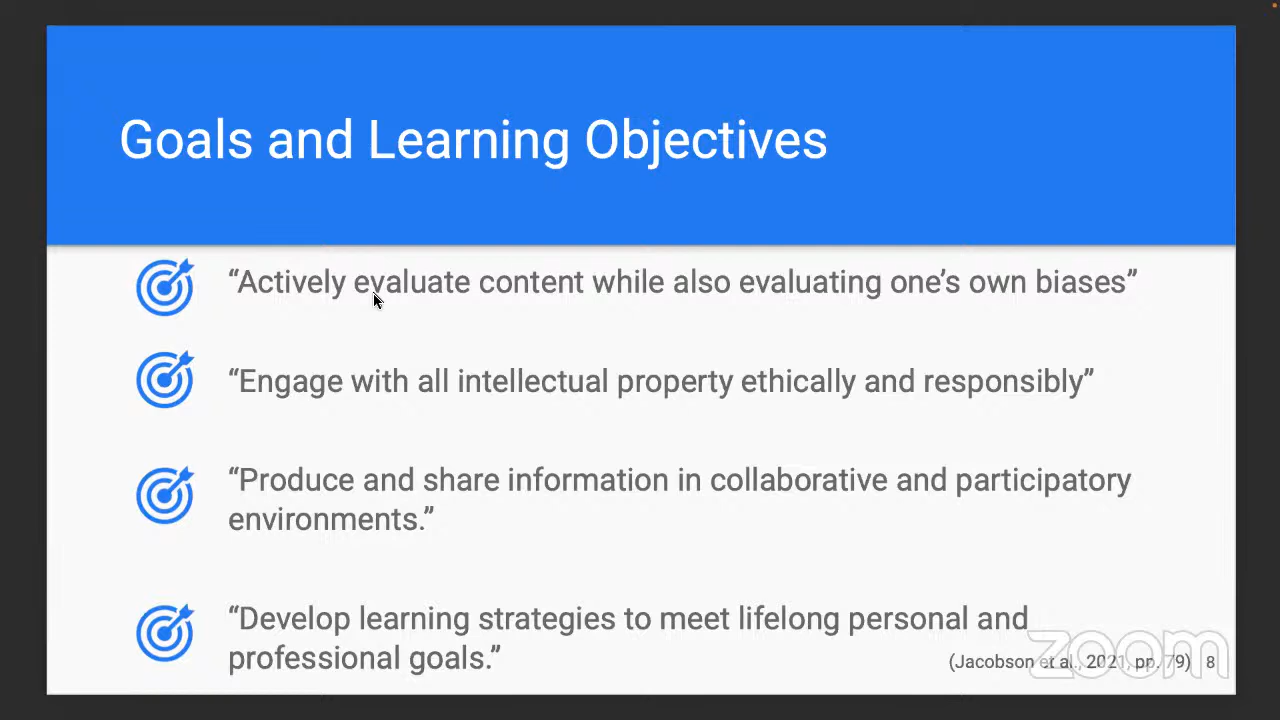 Goals and Learning Objectives
“Actively evaluate content while also evaluating one’s own biases”
“Engage with all intellectual property ethically and responsibly”
“Produce and share information in collaborative and participatory
environments.”
“Develop learning strategies to meet lifelong personal and
professional goals.”
(Jacobson et al., 2021, pp. 79) 8
zoom